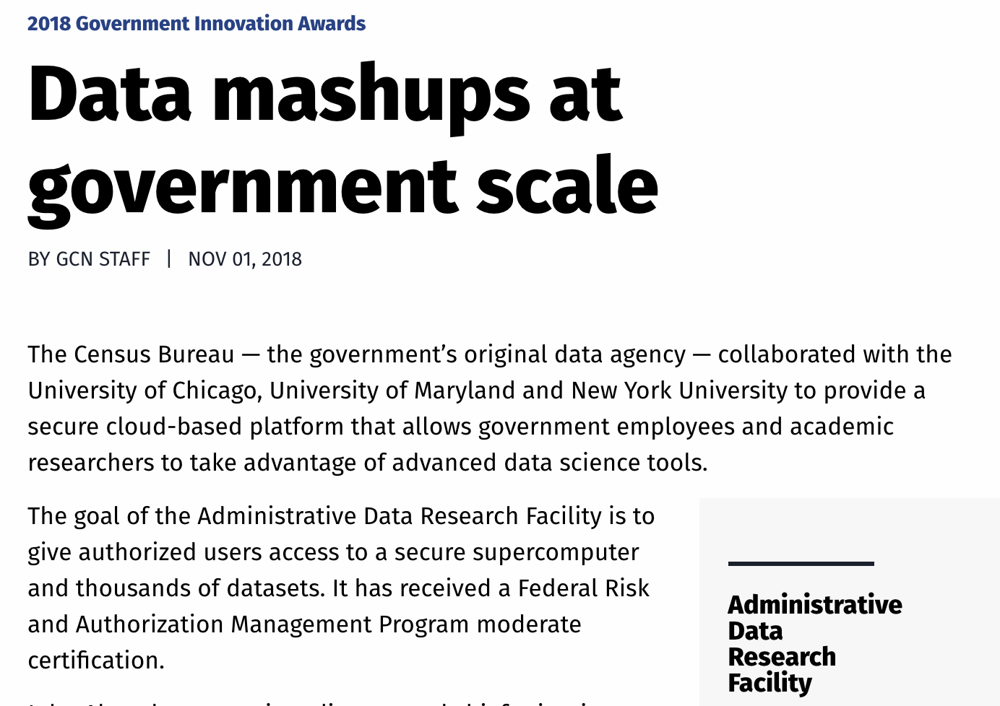 2018 Government Innovation Awards
Data mashups at
government scale
BY GCN STAFF | NOV 01, 2018
The Census Bureau — the government’s original data agency — collaborated with the
University of Chicago, University of Maryland and New York University to provide a
secure cloud-based platform that allows government employees and academic
researchers to take advantage of advanced data science tools.
The goal of the Administrative Data Research Facility is to
give authorized users access to a secure supercomputer
and thousands of datasets. It has received a Federal Risk
and Authorization Management Program moderate
certification.
Administrative
Data
Research
Facility